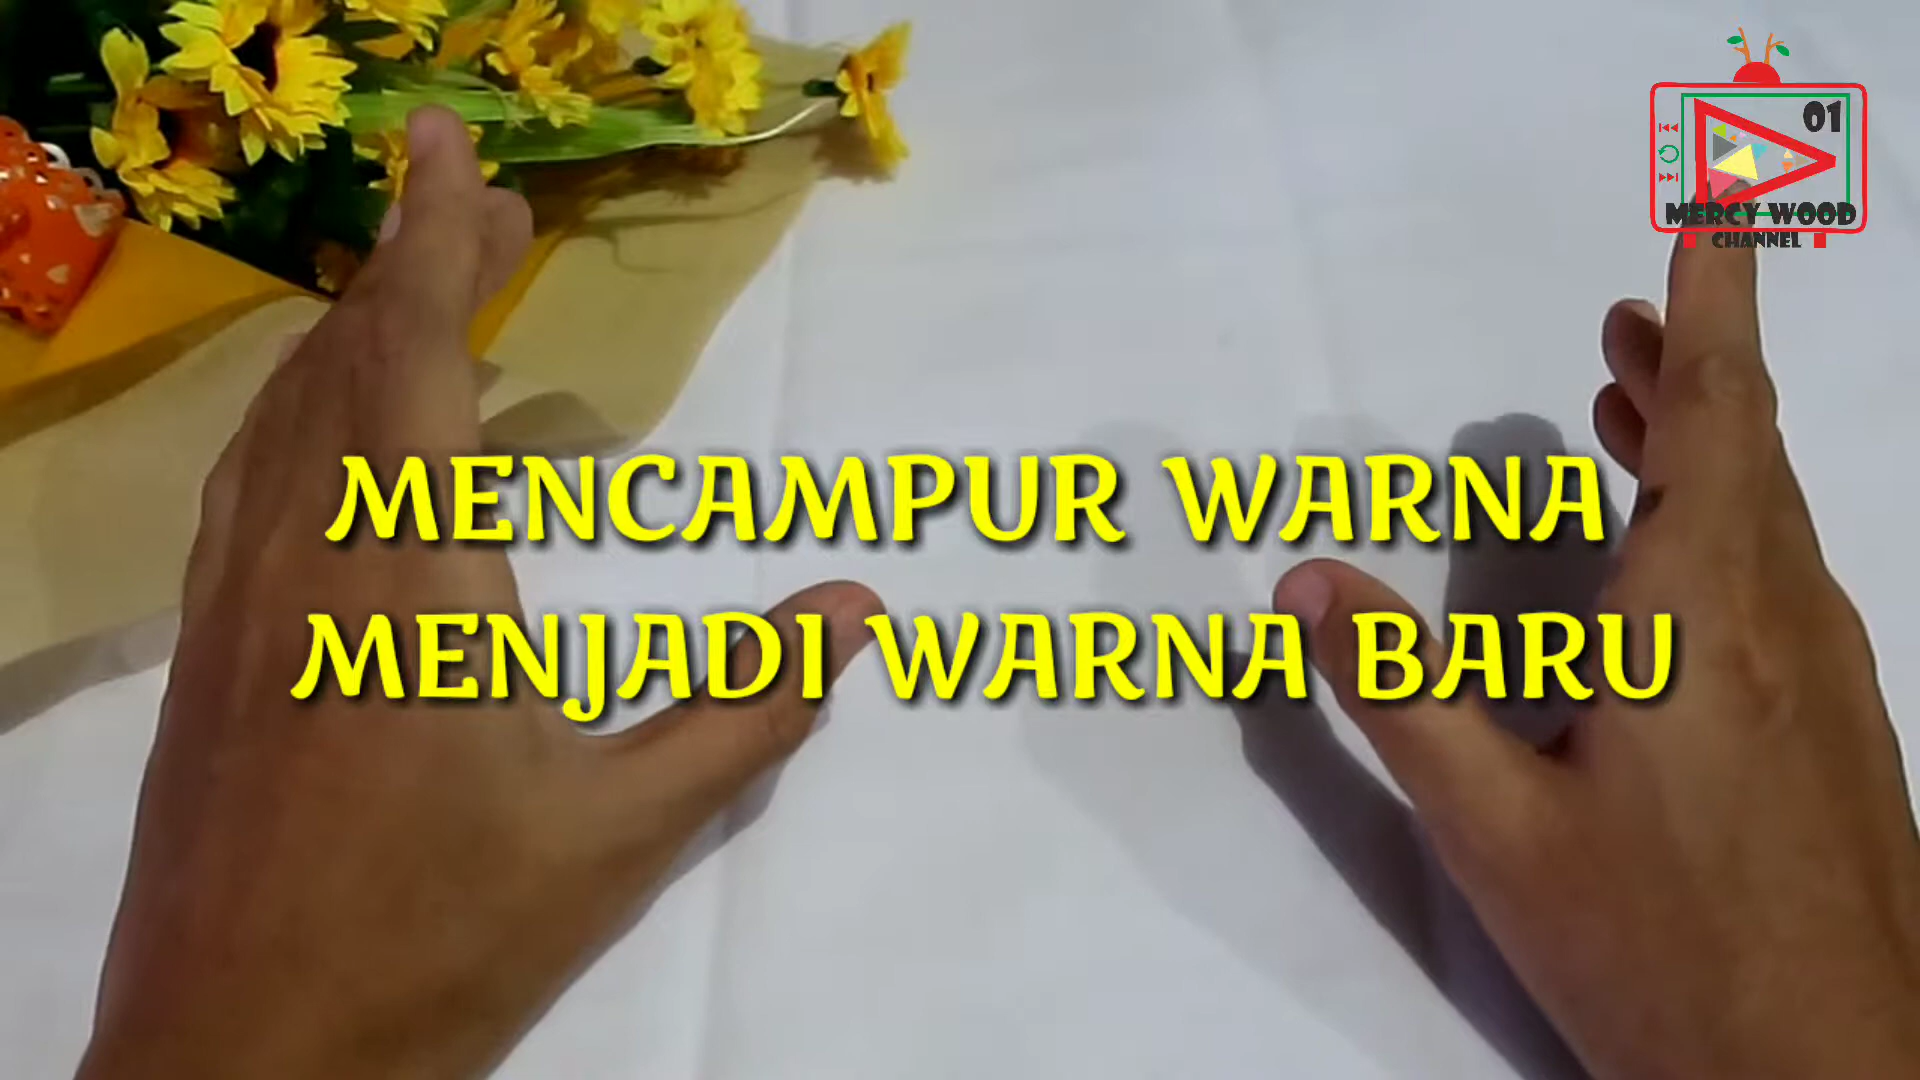 01
MERCY WOOD
CHANNEL
MENCAMPUR WARNA
MENJADI WARNA BARU